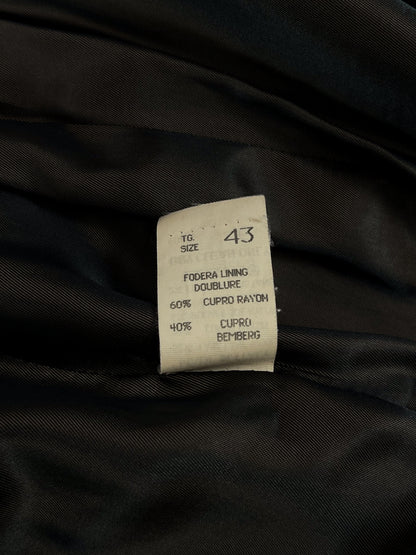 TG. 43
SIZE
FODERA LINING
DOUBLURE
60% CUPRO RAYON
40% CUPRO
BEMBERG